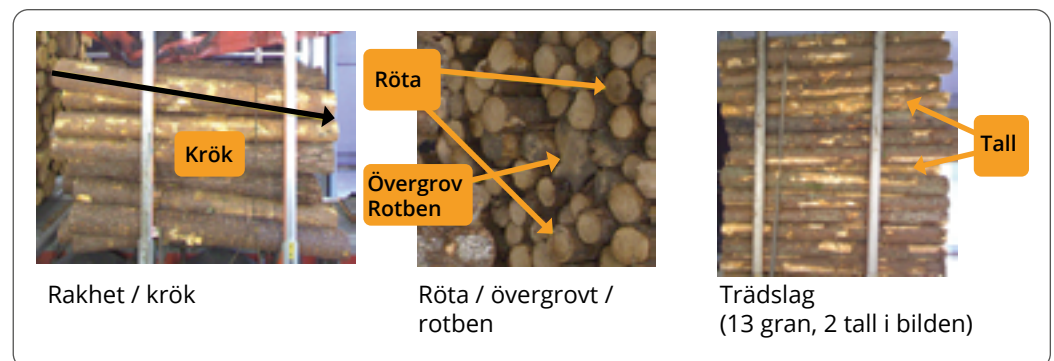 Krök
Rakhet / krök
Röta
Övergrov
Rotben
Röta / övergrovt /
rotben
Tall
Trädslag
(13 gran, 2 tall i bilden)